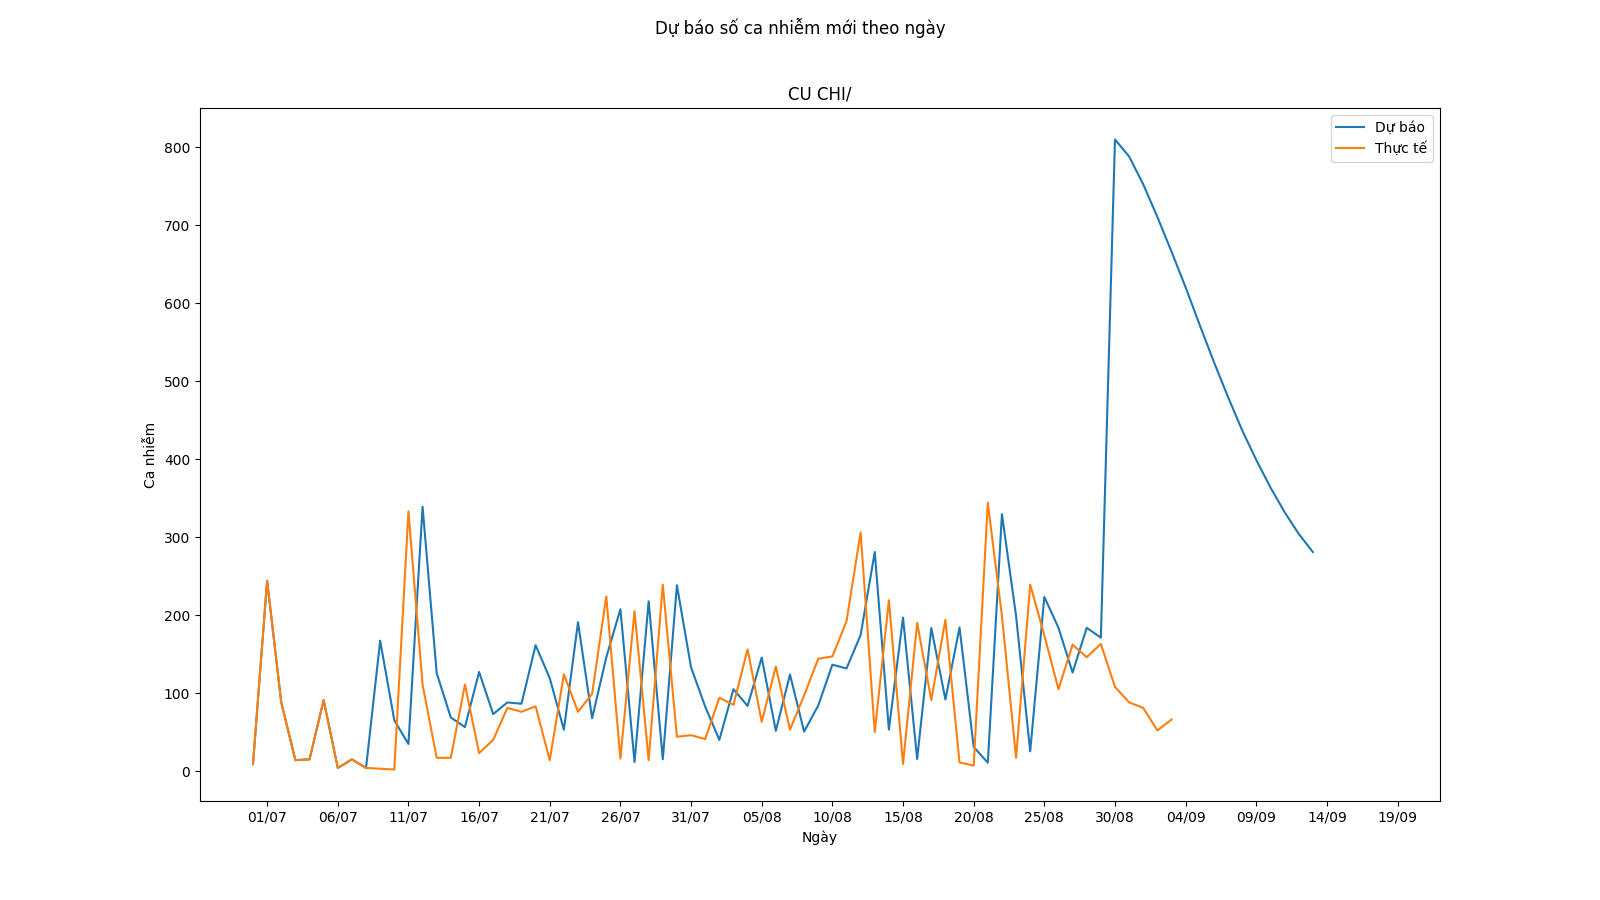 Dự báo số ca nhiễm mới theo ngày
CU CHI/
Dự báo
Thực tế
800
700
600
500
400
300
200
100
0
Ca nhiễm
01/07 06/07 11/07 16/07 21/07 26/07 31/07 05/08 10/08 15/08 20/08 25/08 30/08 04/09 09/09 14/09 19/09
Ngày